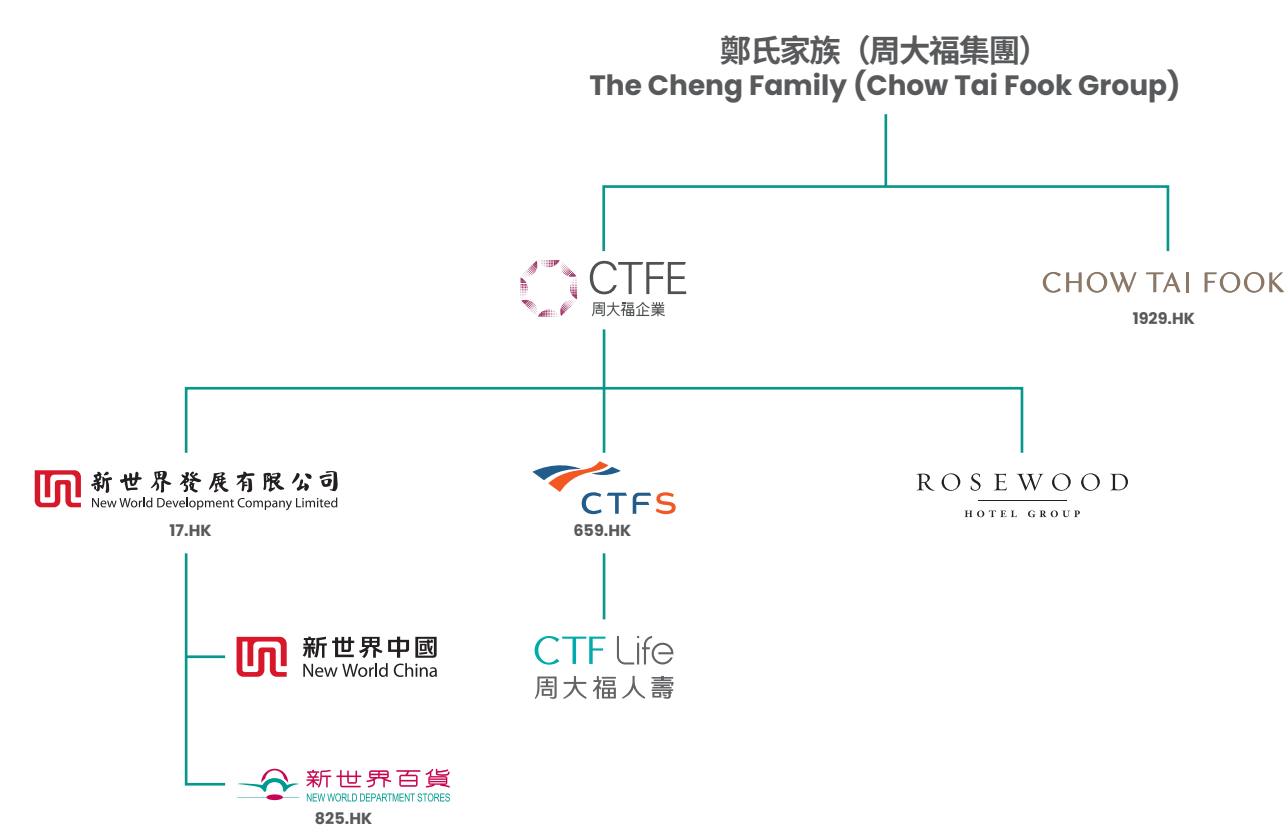 鄭氏家族（周大福集團）
The Cheng Family (Chow Tai Fook Group)
CTFE
周大福企業
CHOW TAI FOOK
1929.HK
新世界發展有限公司
New World Development Company Limited
17.HK
CTFS
659.HK
ROSEWOOD
HOTEL GROUP
新世界中國
New World China
CTF Life
周大福人壽
新世界百貨
NEW WORLD DEPARTMENT STORES
825.HK